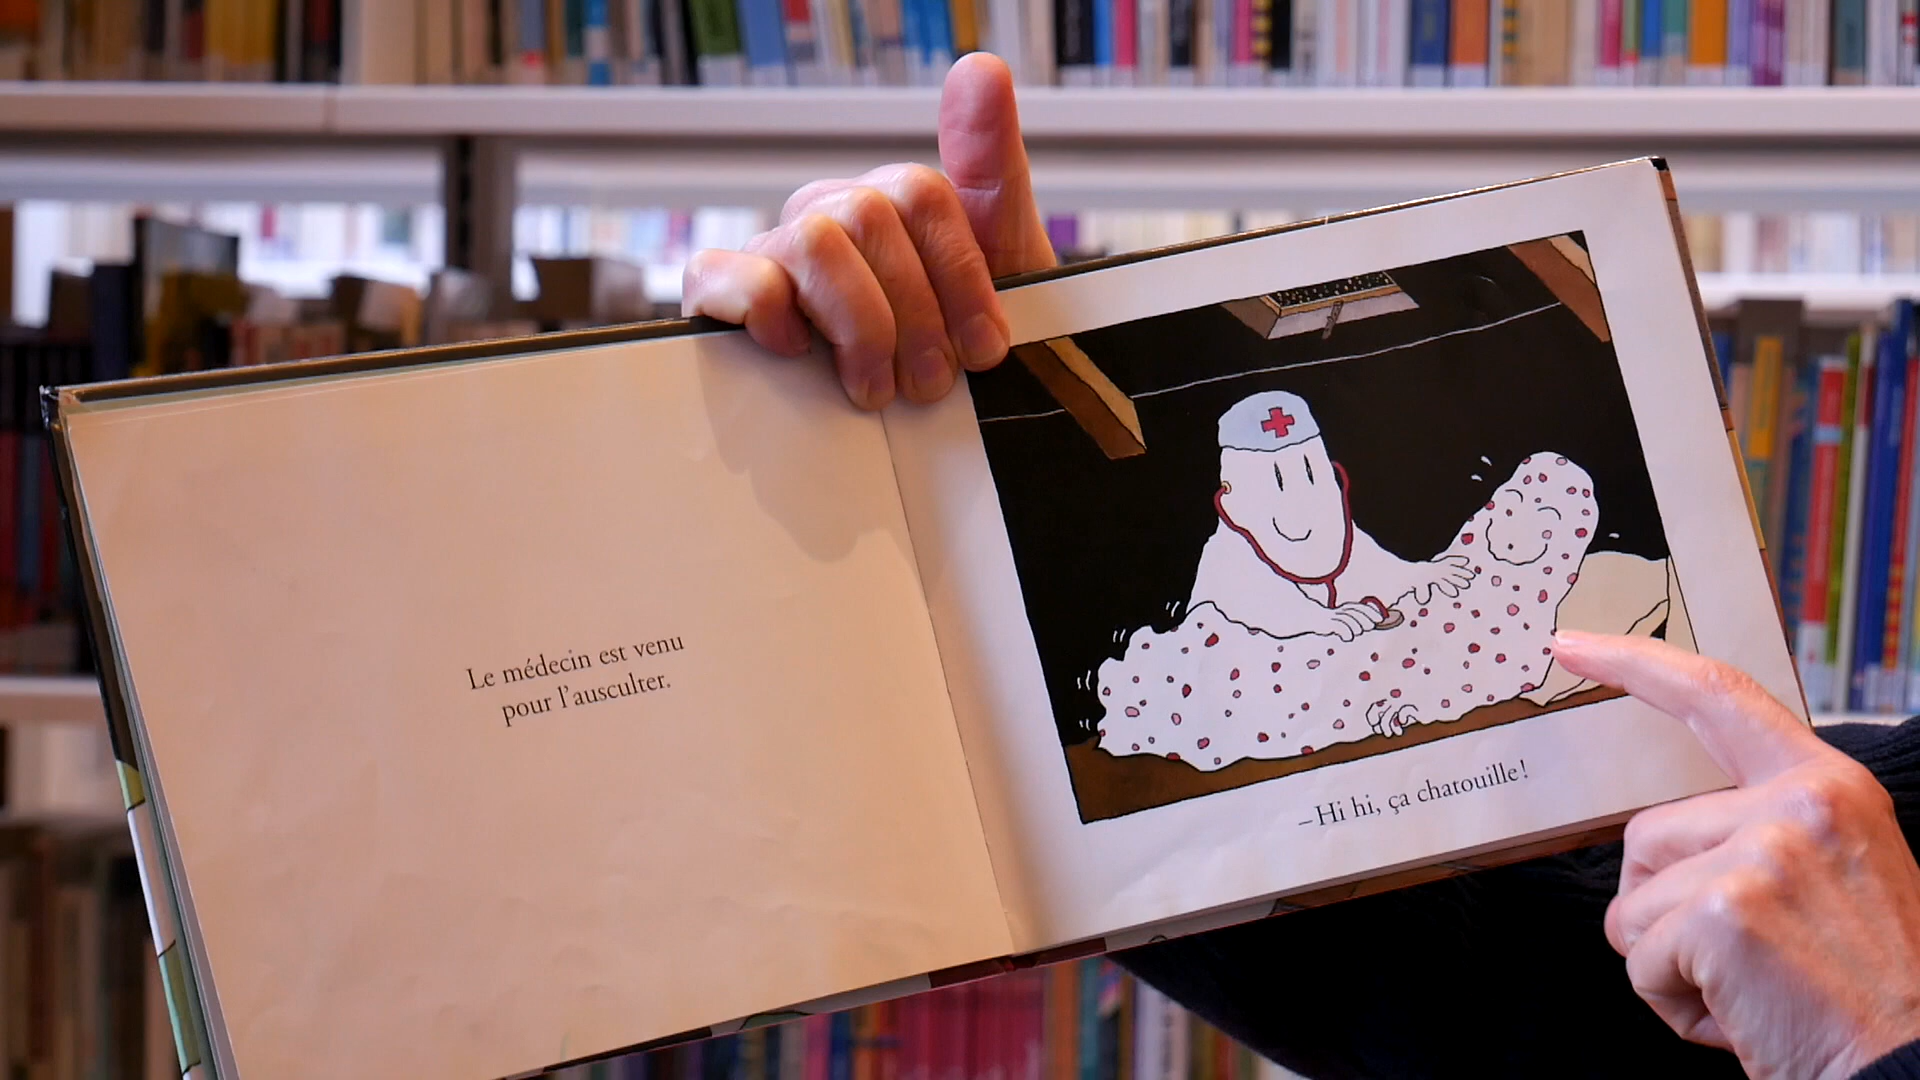 Le médecin est venu
pour l'ausculter.
– Hi hi, ça chatouille !